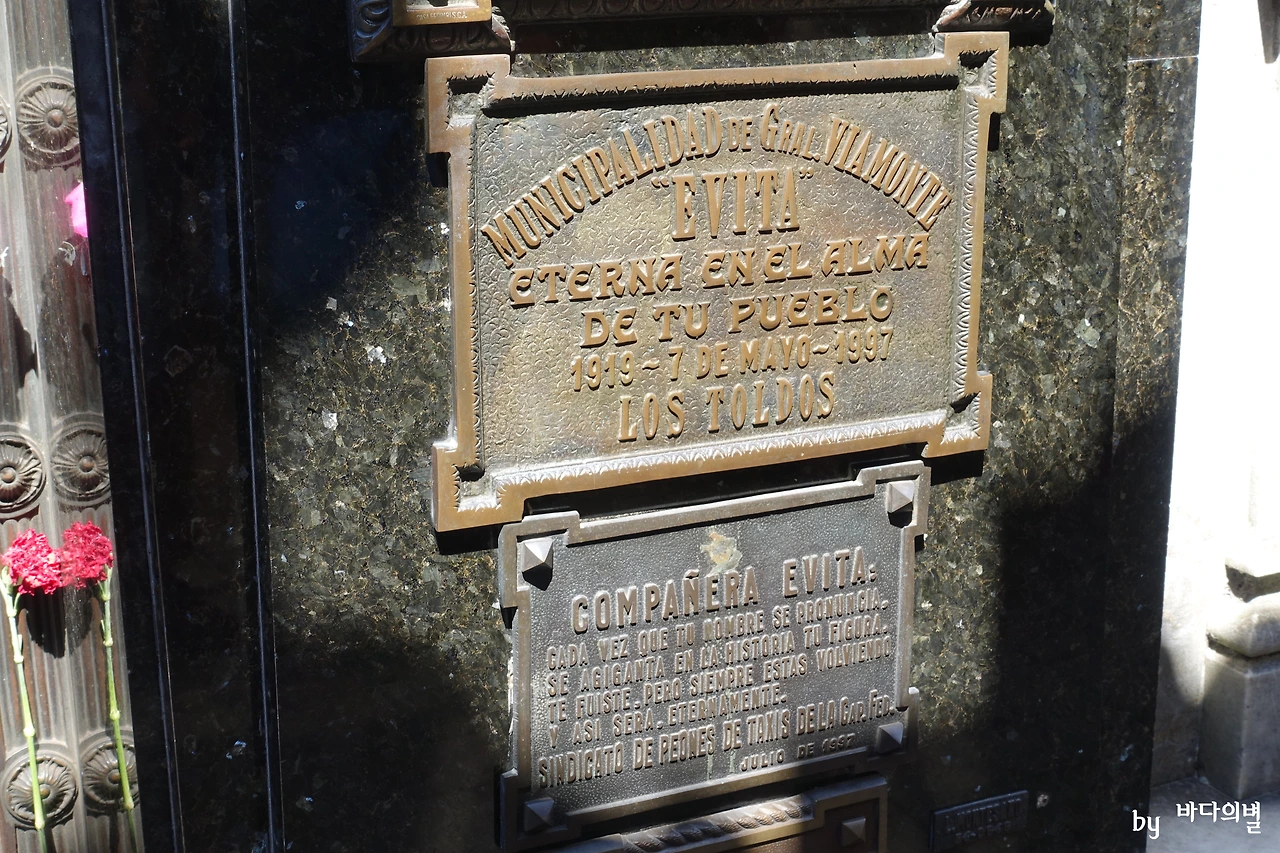 MUNICIPALIDAD DE GRAL. VIAMONTE
"EVITA"
ETERNA EN EL ALMA
DE TU PUEBLO
1919 ~ 7 DE MAYO ~ 1997
LOS TOLDOS
COMPAÑERA EVITA:
CADA VEZ QUE TU NOMBRE SE PRONUNCIA.
SE AGIGANTA EN LA HISTORIA TU FIGURA.
TE FUISTE. PERO SIEMPRE ESTAS VOLVIENDO
Y ASI SERA. ETERNAMENTE.
SINDICATO DE PEONES DE TAXIS DE LA CAP. FED.
JULIO DE 1997
by 바다의별